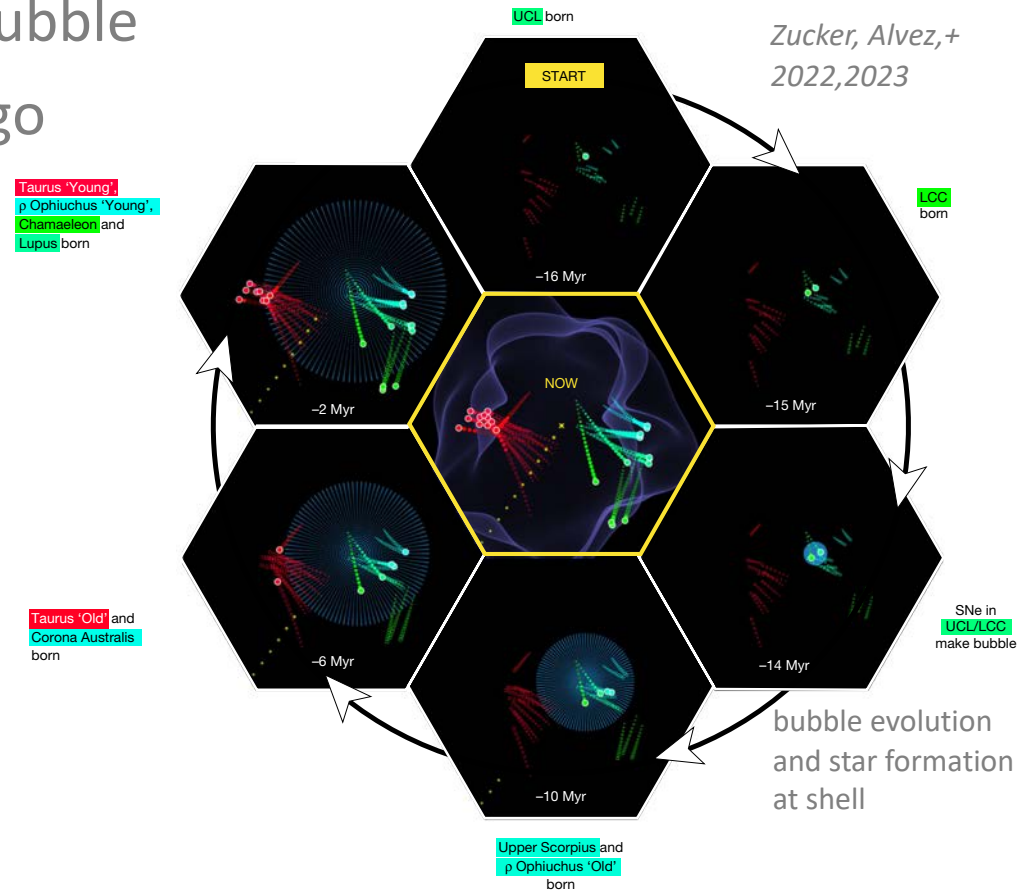 ubble
go
Zucker, Alvez,+
2022,2023
UCL born
START
−16 Myr
LCC
born
−15 Myr
SNe in
UCL/LCC
make bubble
−14 Myr
bubble evolution
and star formation
at shell
−10 Myr
Upper Scorpius and
ρ Ophiuchus ‘Old’
born
Taurus ‘Old’ and
Corona Australis
born
−6 Myr
Taurus ‘Young’,
ρ Ophiuchus ‘Young’,
Chamaeleon and
Lupus born
−2 Myr
NOW